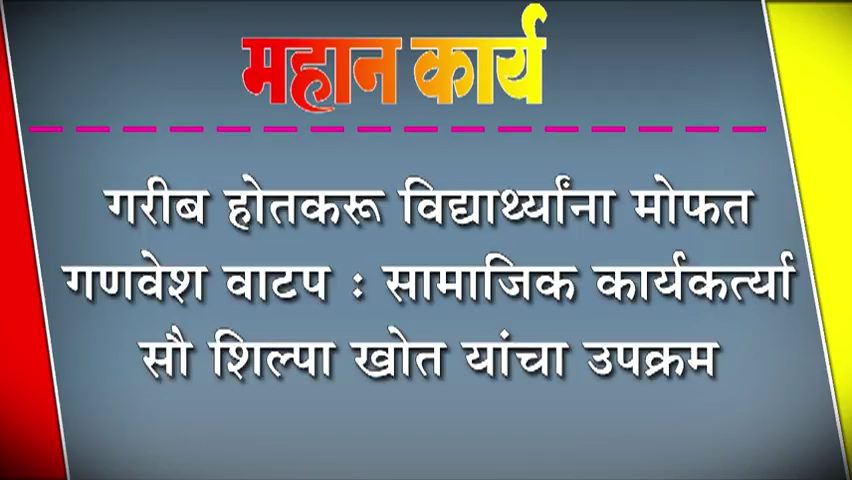 महान कार्य
गरीब होतकरू विद्यार्थ्यांना मोफत
गणवेश वाटप : सामाजिक कार्यकर्त्या
सौ शिल्पा खोत यांचा उपक्रम